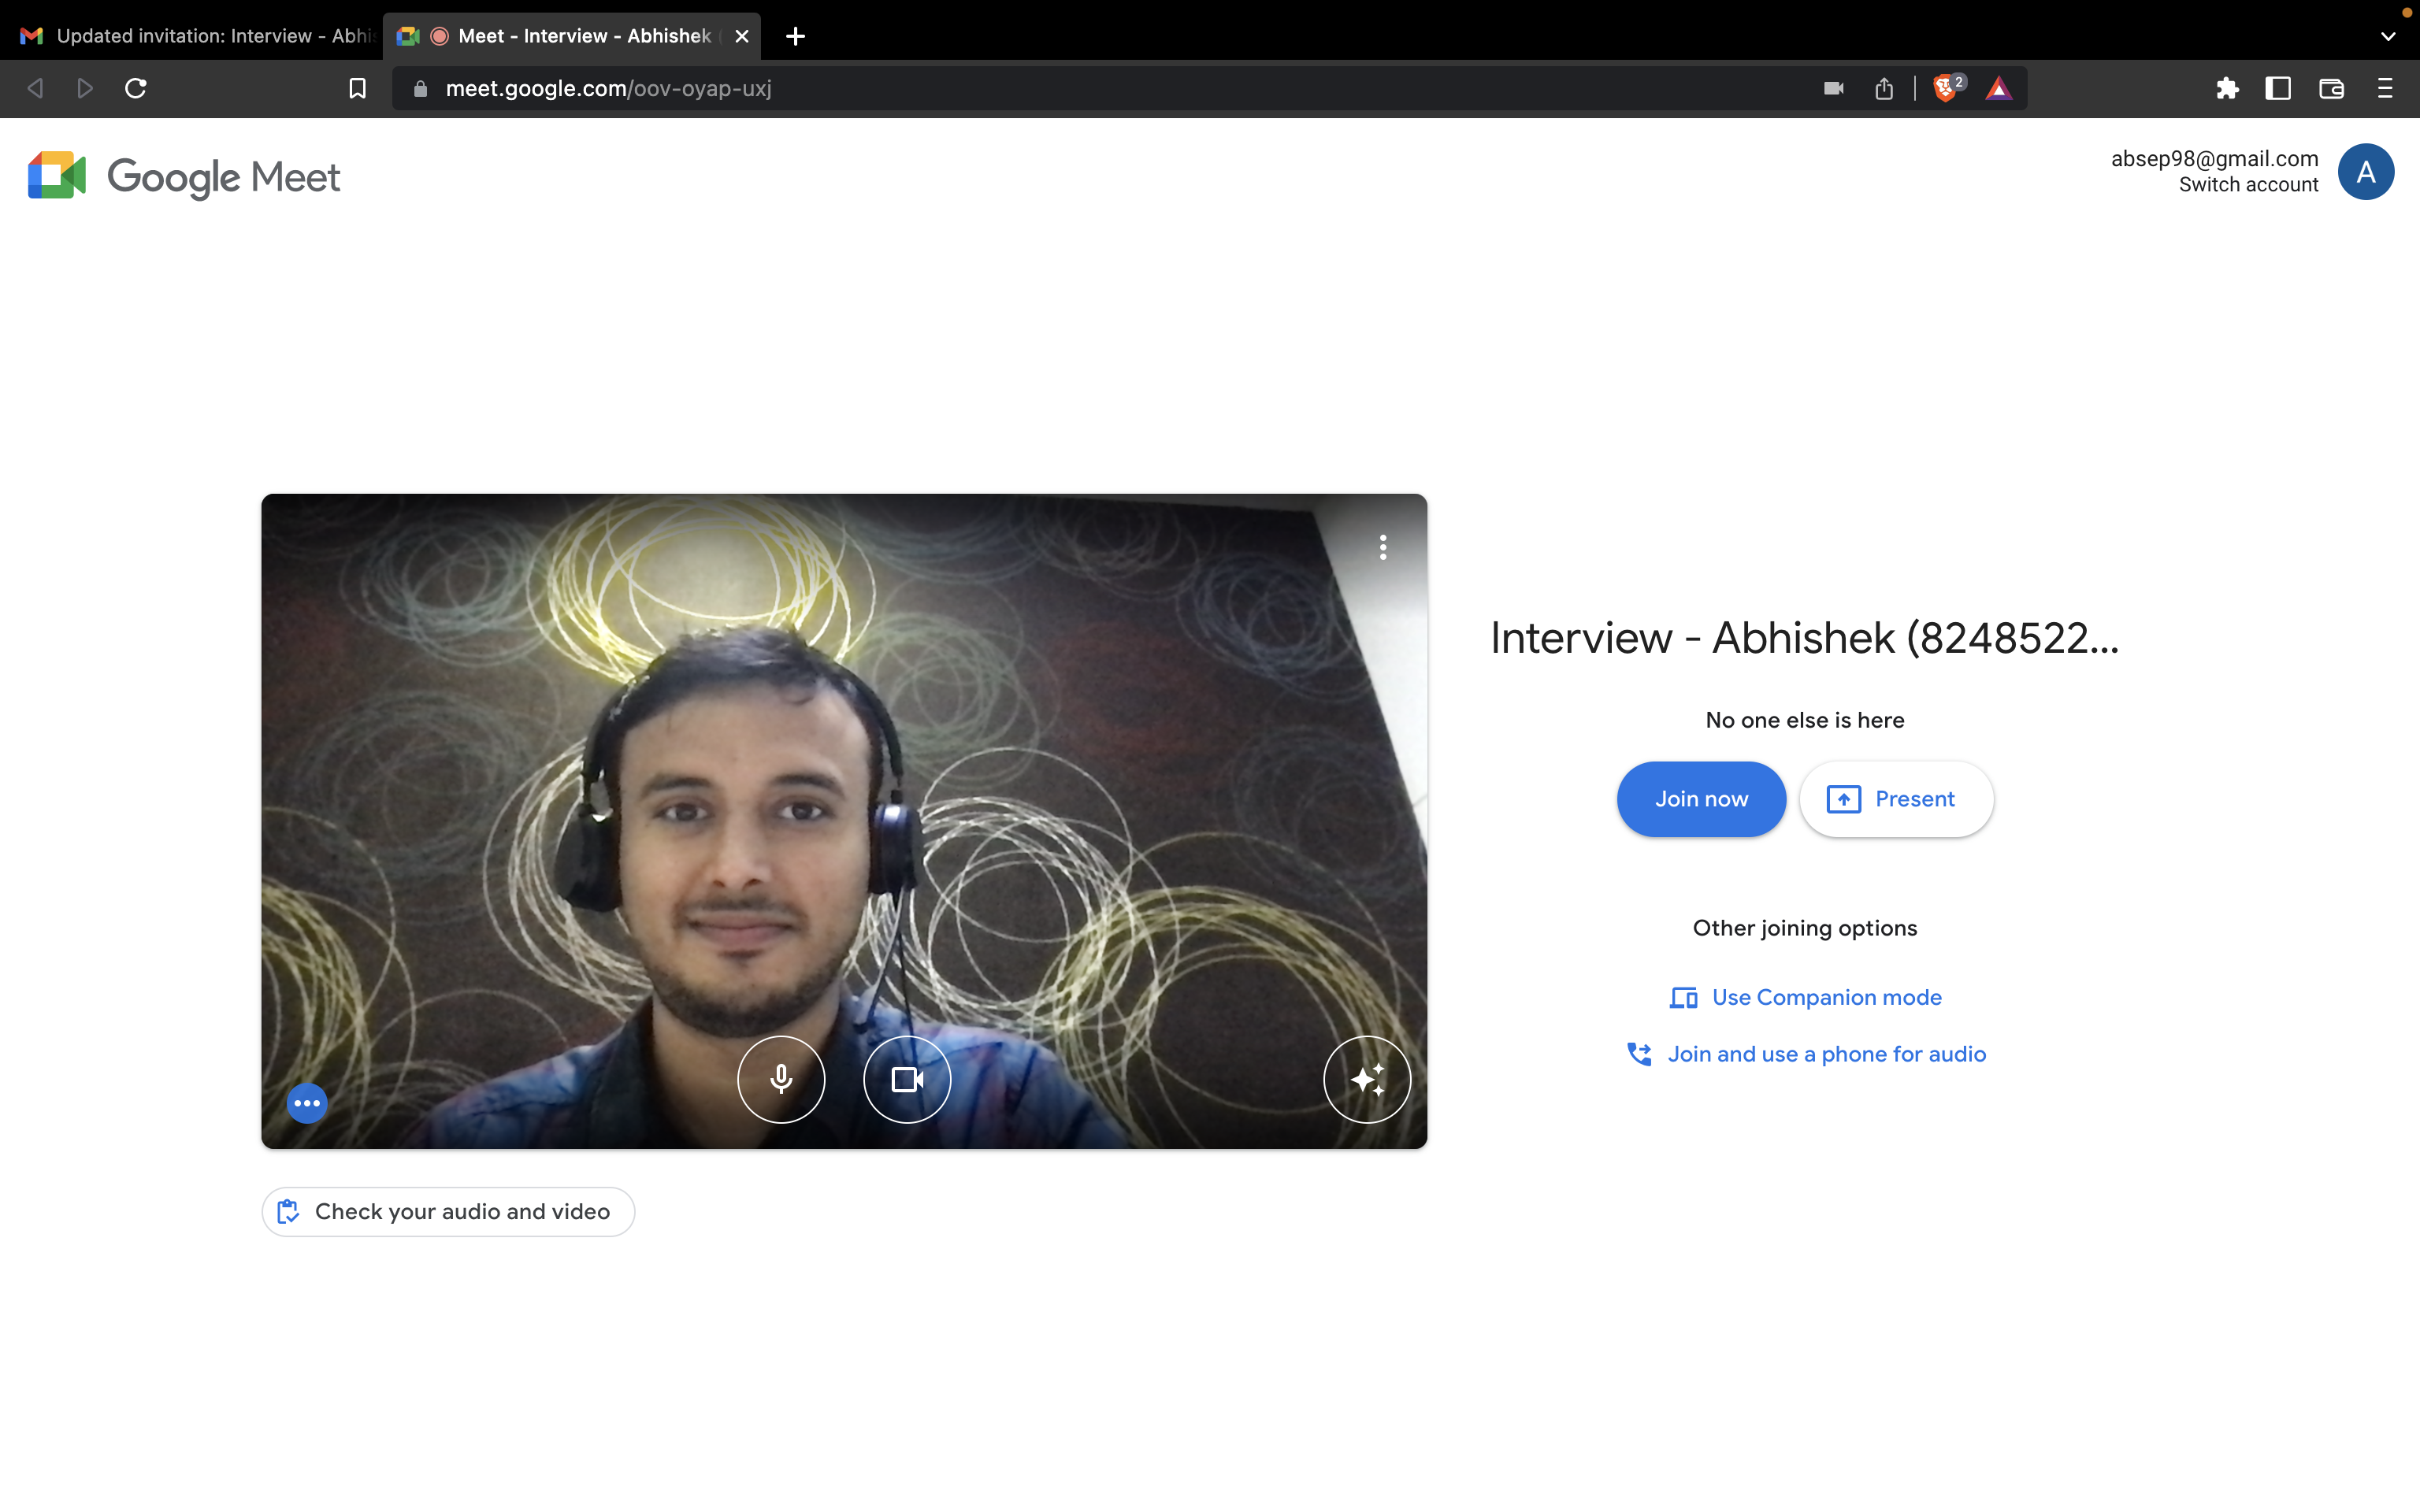 Updated invitation: Interview - Abhi
Meet - Interview - Abhishek
meet.google.com/oov-oyap-uxj
2
Google Meet
absep98@gmail.com
Switch account
A
Interview - Abhishek (8248522...
No one else is here
Join now
Present
Other joining options
Use Companion mode
Join and use a phone for audio
Check your audio and video